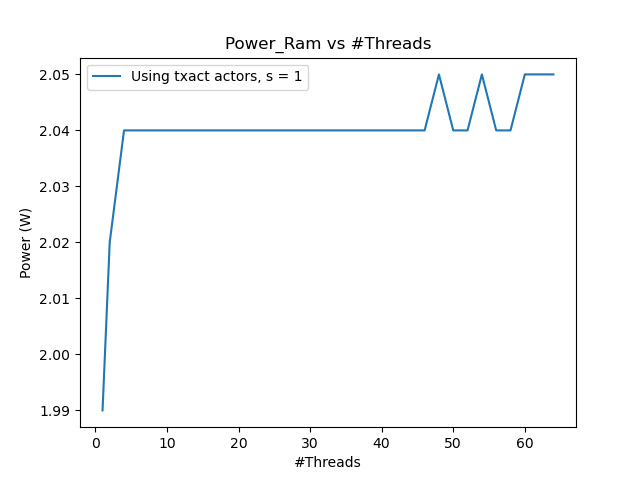 Power_Ram vs #Threads
Using txact actors, s = 1
2.05
2.04
2.03
2.02
2.01
2.00
1.99
Power (W)
0 10 20 30 40 50 60
#Threads